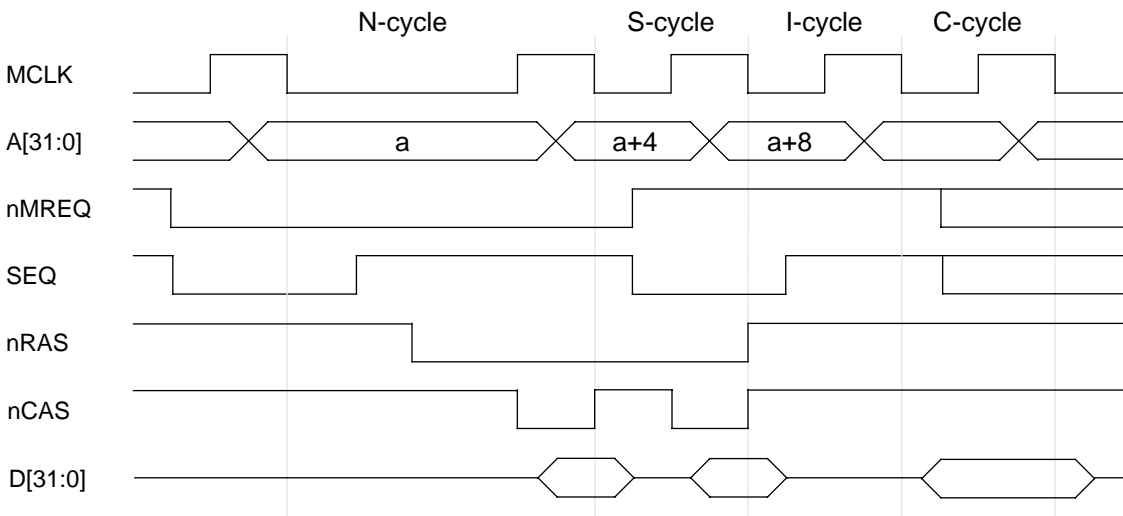 N-cycle S-cycle I-cycle C-cycle
MCLK
A[31:0] a a+4 a+8
nMREQ
SEQ
nRAS
nCAS
D[31:0]